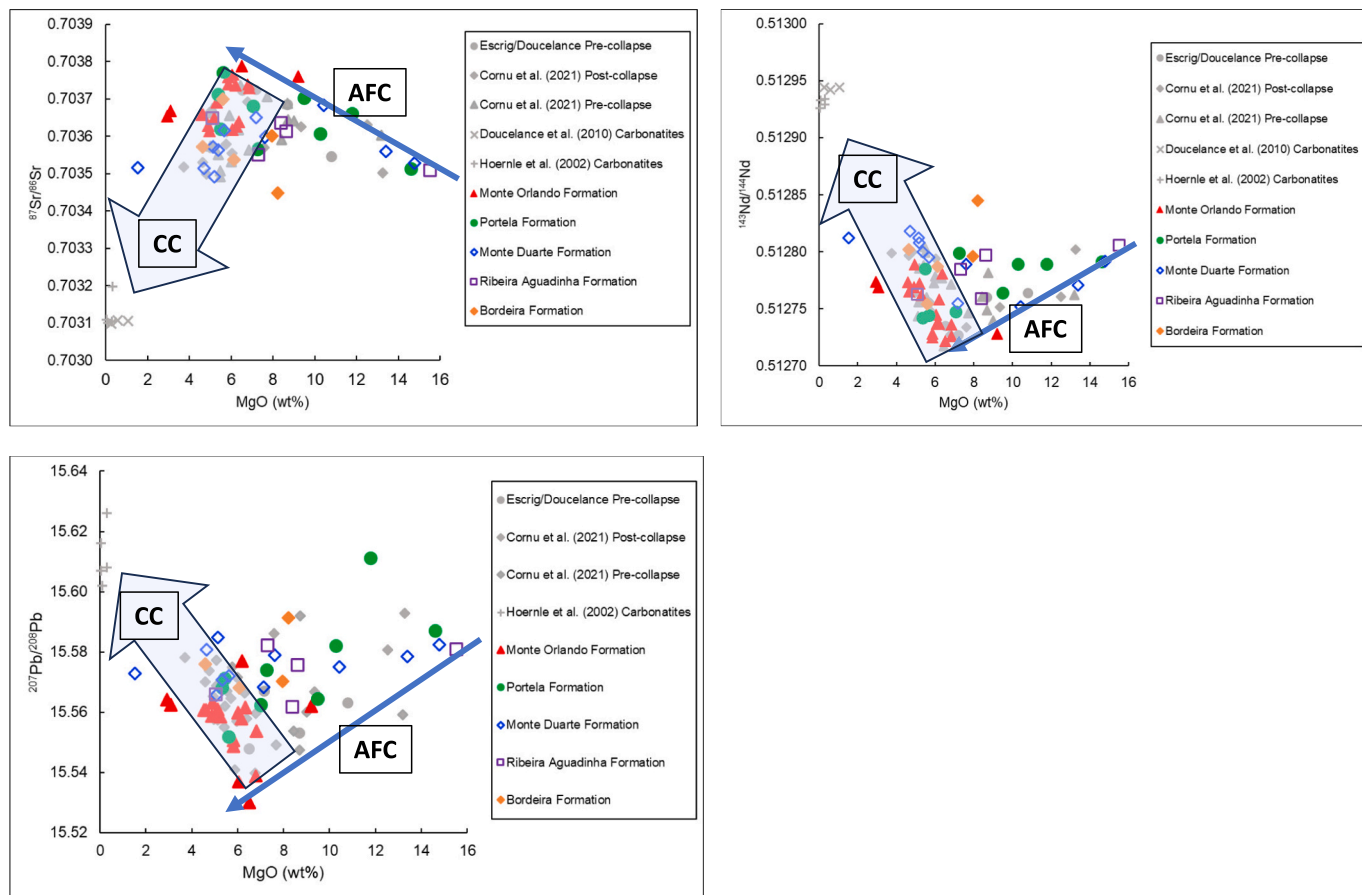 0.7039
0.7038
0.7037
0.7036
0.7035
0.7034
0.7033
0.7032
0.7031
0.7030
⁸⁷Sr/⁸⁶Sr
0 2 4 6 8 10 12 14 16
MgO (wt%)
CC
AFC
Escrig/Doucelance Pre-collapse
Cornu et al. (2021) Post-collapse
Cornu et al. (2021) Pre-collapse
Doucelance et al. (2010) Carbonatites
Hoernle et al. (2002) Carbonatites
Monte Orlando Formation
Portela Formation
Monte Duarte Formation
Ribeira Aguadinha Formation
Bordeira Formation
0.51300
0.51295
0.51290
0.51285
0.51280
0.51275
0.51270
¹⁴³Nd/¹⁴⁴Nd
0 2 4 6 8 10 12 14 16
MgO (wt%)
CC
AFC
Escrig/Doucelance Pre-collapse
Cornu et al. (2021) Post-collapse
Cornu et al. (2021) Pre-collapse
Doucelance et al. (2010) Carbonatites
Hoernle et al. (2002) Carbonatites
Monte Orlando Formation
Portela Formation
Monte Duarte Formation
Ribeira Aguadinha Formation
Bordeira Formation
15.64
15.62
15.60
15.58
15.56
15.54
15.52
²⁰⁷Pb/²⁰⁸Pb
0 2 4 6 8 10 12 14 16
MgO (wt%)
CC
AFC
Escrig/Doucelance Pre-collapse
Cornu et al. (2021) Post-collapse
Cornu et al. (2021) Pre-collapse
Hoernle et al. (2002) Carbonatites
Monte Orlando Formation
Portela Formation
Monte Duarte Formation
Ribeira Aguadinha Formation
Bordeira Formation